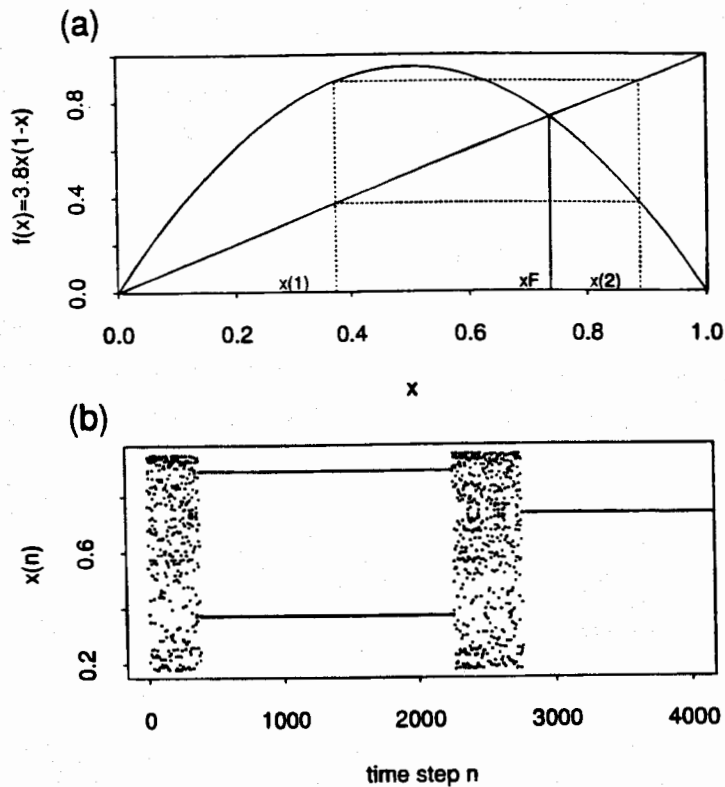 (a)
f(x)=3.8x(1-x)
0.8
0.4
0.0
x(1)
xF
x(2)
0.0 0.2 0.4 0.6 0.8 1.0
x
(b)
x(n)
0.6
0.2
0 1000 2000 3000 4000
time step n